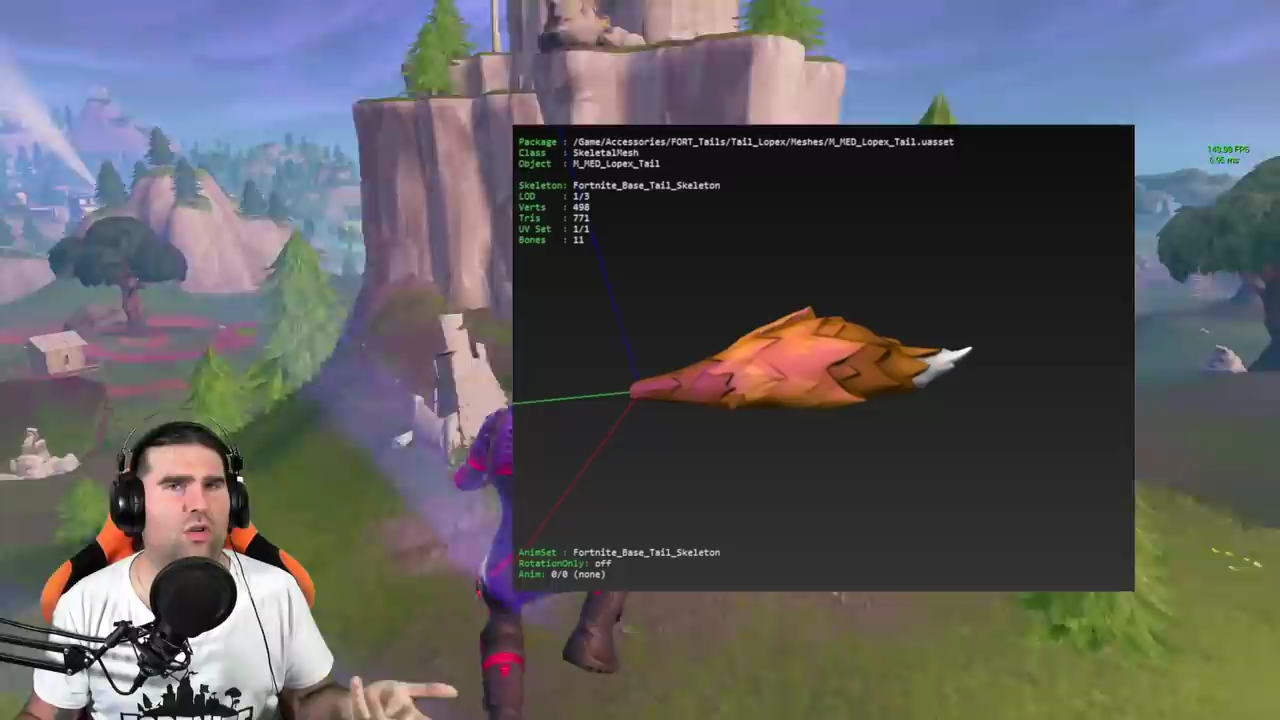 Package : /Game/Accessories/FORT_Tails/Tail_Lopex/Meshes/M_MED_Lopex_Tail.uasset
Class : SkeletalMesh
Object : M_MED_Lopex_Tail
Skeleton: Fortnite_Base_Tail_Skeleton
LOD : 1/3
Verts : 498
Tris : 771
UV Set : 1/1
Bones : 11
AnimSet : Fortnite_Base_Tail_Skeleton
RotationOnly: off
Anim: 0/0 (none)